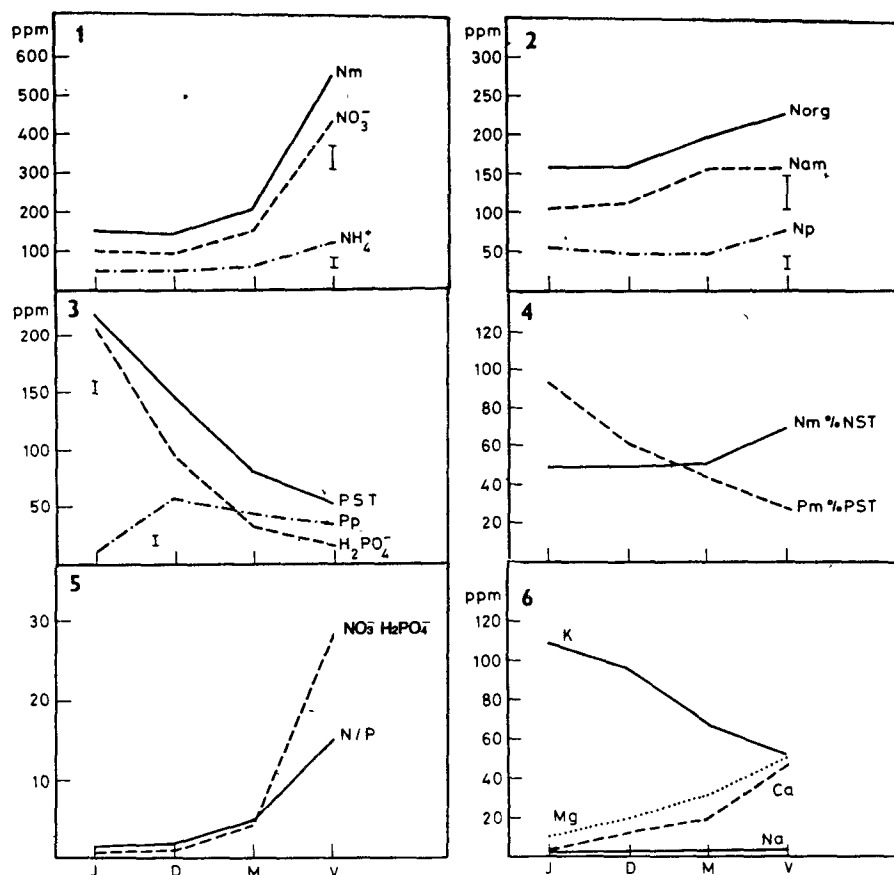 ppm 1
600
500
400
300
200
100
Nm
NO₃⁻
NH₄⁺
ppm 2
350
300
250
200
150
100
50
Norg
Nam
Np
ppm 3
200
150
100
50
PST
Pp
H₂PO₄⁻
4
120
100
80
60
40
20
Nm % NST
Pm % PST
5
30
20
10
NO₃⁻ H₂PO₄⁻
N/P
J D M V
ppm 6
120
100
80
60
40
20
K
Mg
Ca
Na
J D M V